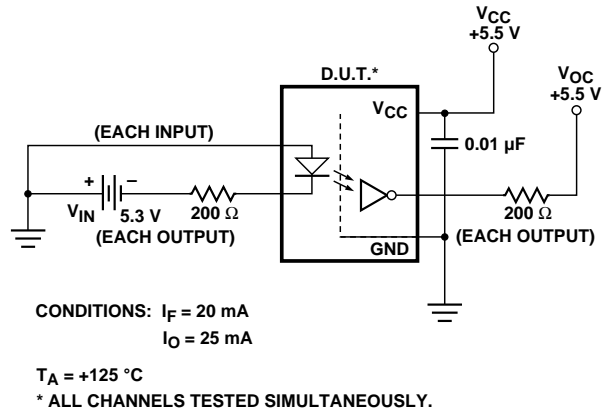 VCC
+5.5 V
D.U.T.*
VOC
+5.5 V
VCC
(EACH INPUT)
0.01 µF
+ –
VIN
5.3 V
200 Ω
200 Ω
(EACH OUTPUT)
(EACH OUTPUT)
GND
CONDITIONS: IF = 20 mA
IO = 25 mA
TA = +125 °C
* ALL CHANNELS TESTED SIMULTANEOUSLY.